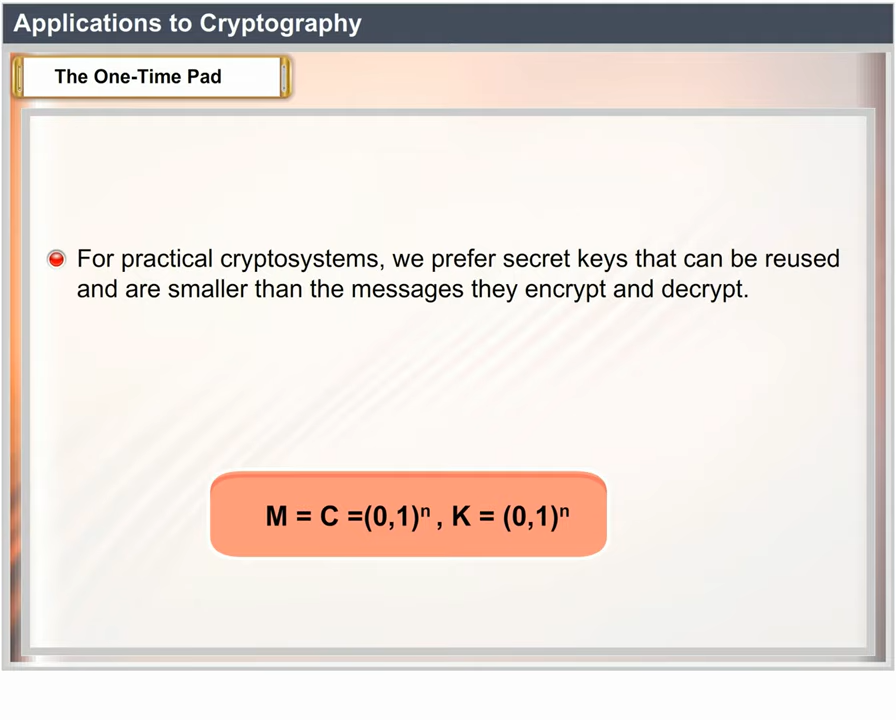 Applications to Cryptography
The One-Time Pad
For practical cryptosystems, we prefer secret keys that can be reused
and are smaller than the messages they encrypt and decrypt.
M = C =(0,1)ⁿ , K = (0,1)ⁿ